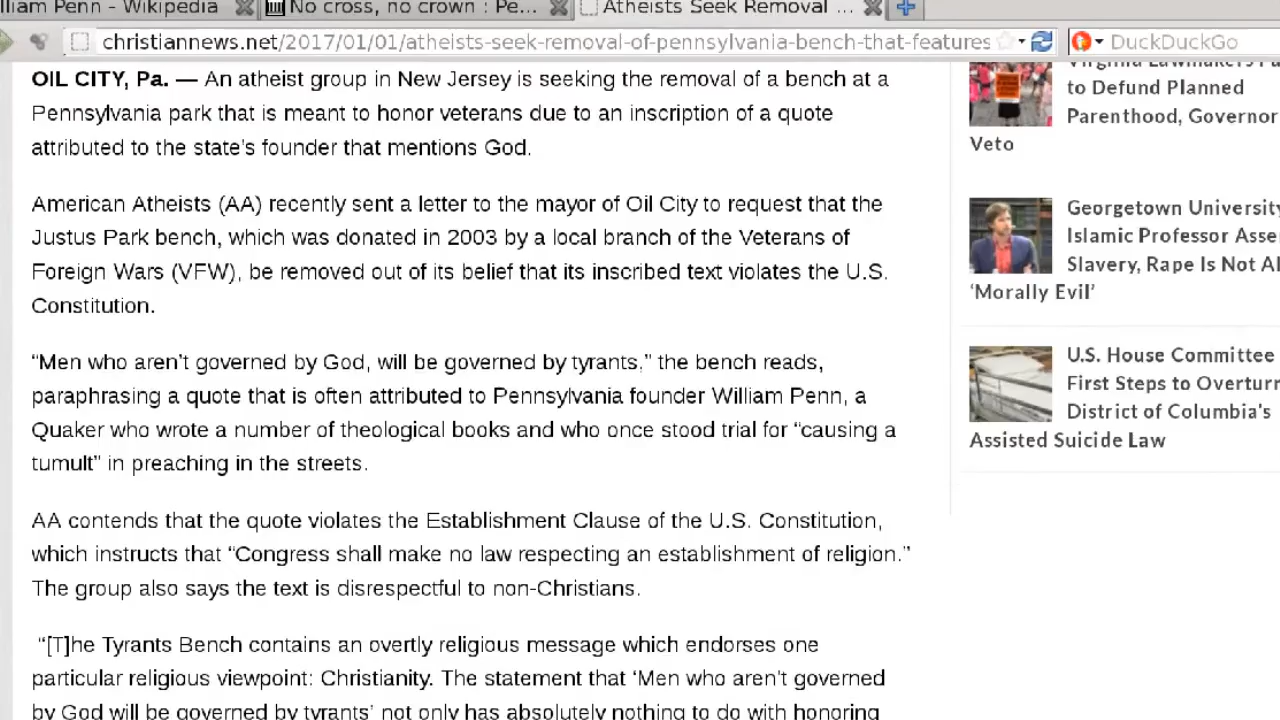 lliam Penn - Wikipedia
No cross, no crown : Pe...
Atheists Seek Removal ...
christiannews.net/2017/01/01/atheists-seek-removal-of-pennsylvania-bench-that-features
DuckDuckGo
OIL CITY, Pa. — An atheist group in New Jersey is seeking the removal of a bench at a
Pennsylvania park that is meant to honor veterans due to an inscription of a quote
attributed to the state's founder that mentions God.
American Atheists (AA) recently sent a letter to the mayor of Oil City to request that the
Justus Park bench, which was donated in 2003 by a local branch of the Veterans of
Foreign Wars (VFW), be removed out of its belief that its inscribed text violates the U.S.
Constitution.
“Men who aren’t governed by God, will be governed by tyrants,” the bench reads,
paraphrasing a quote that is often attributed to Pennsylvania founder William Penn, a
Quaker who wrote a number of theological books and who once stood trial for “causing a
tumult” in preaching in the streets.
AA contends that the quote violates the Establishment Clause of the U.S. Constitution,
which instructs that “Congress shall make no law respecting an establishment of religion.”
The group also says the text is disrespectful to non-Christians.
“[T]he Tyrants Bench contains an overtly religious message which endorses one
particular religious viewpoint: Christianity. The statement that ‘Men who aren’t governed
by God will be governed by tyrants’ not only has absolutely nothing to do with honoring
Virginia Lawmakers Fa
to Defund Planned
Parenthood, Governor
Veto
Georgetown University
Islamic Professor Asse
Slavery, Rape Is Not Al
‘Morally Evil’
U.S. House Committee
First Steps to Overturn
District of Columbia's
Assisted Suicide Law